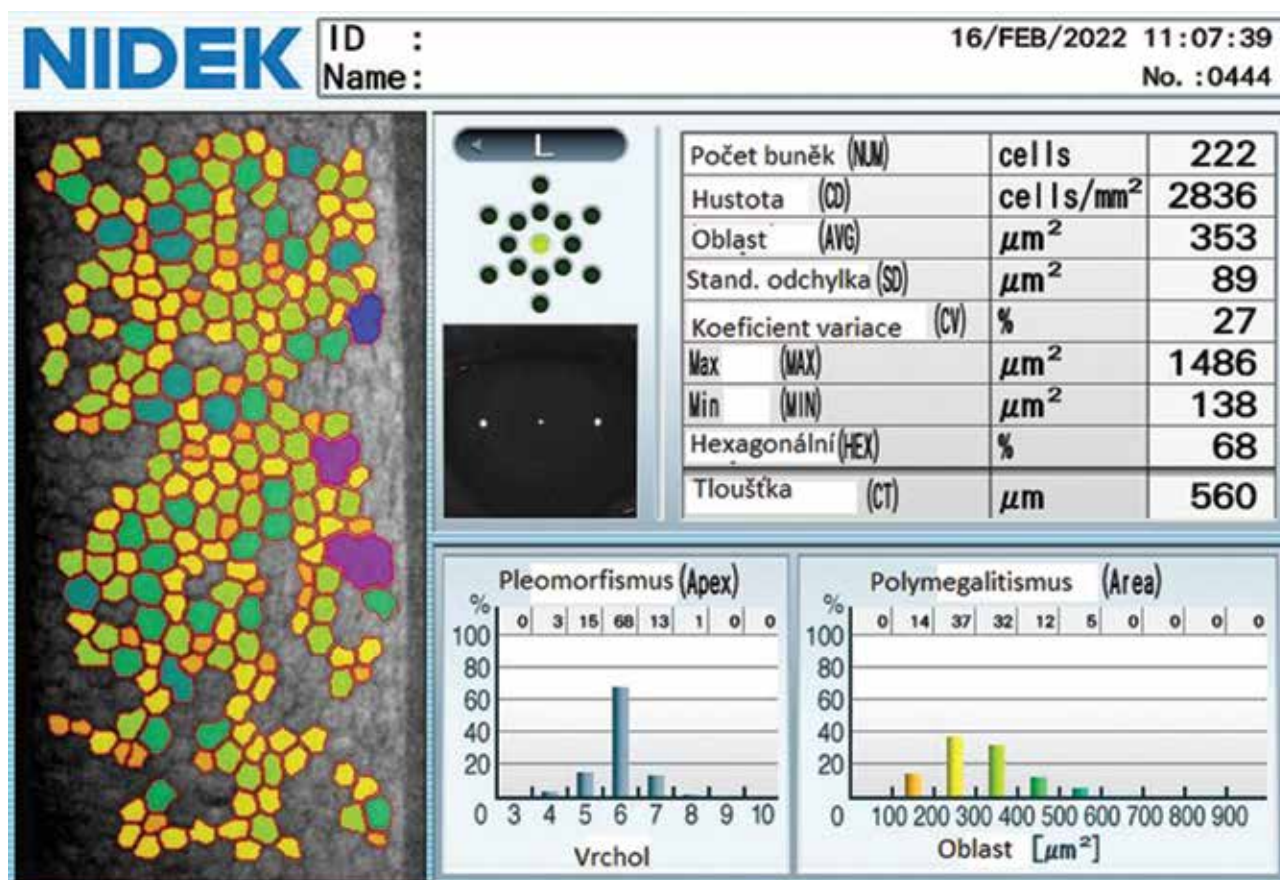 NIDEK
ID :
Name:
16/FEB/2022 11:07:39
No. :0444
L
Počet buněk (NUM) cells 222
Hustota (CD) cells/mm² 2836
Oblast (AVG) μm² 353
Stand. odchylka (SD) μm² 89
Koeficient variace (CV) % 27
Max (MAX) μm² 1486
Min (MIN) μm² 138
Hexagonální (HEX) % 68
Tloušťka (CT) μm 560
Pleomorfismus (Apex)
%
0 3 15 68 13 1 0 0
100
80
60
40
20
0 3 4 5 6 7 8 9 10
Vrchol
Polymegalitismus (Area)
%
0 14 37 32 12 5 0 0 0 0
100
80
60
40
20
0 100 200 300 400 500 600 700 800 900
Oblast [μm²]